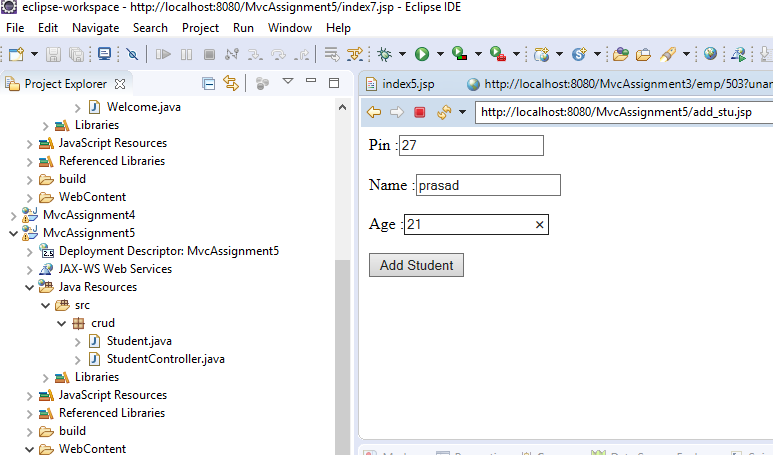 eclipse-workspace - http://localhost:8080/MvcAssignment5/index7.jsp - Eclipse IDE
File Edit Navigate Search Project Run Window Help
Project Explorer
Welcome.java
Libraries
JavaScript Resources
Referenced Libraries
build
WebContent
MvcAssignment4
MvcAssignment5
Deployment Descriptor: MvcAssignment5
JAX-WS Web Services
Java Resources
src
crud
Student.java
StudentController.java
Libraries
JavaScript Resources
Referenced Libraries
build
WebContent
index5.jsp http://localhost:8080/MvcAssignment3/emp/503?unan
http://localhost:8080/MvcAssignment5/add_stu.jsp
Pin :27
Name :prasad
Age :21
Add Student